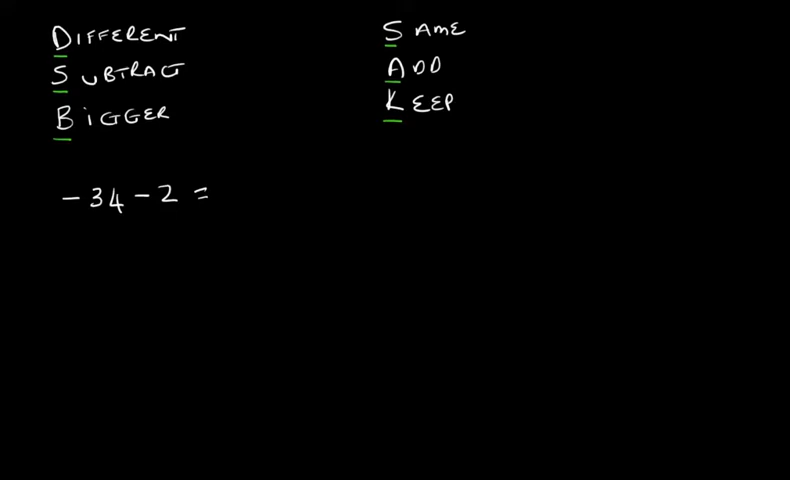 DIFFERENT
SUBTRACT
BIGGER
SAME
ADD
KEEP
-34-2=